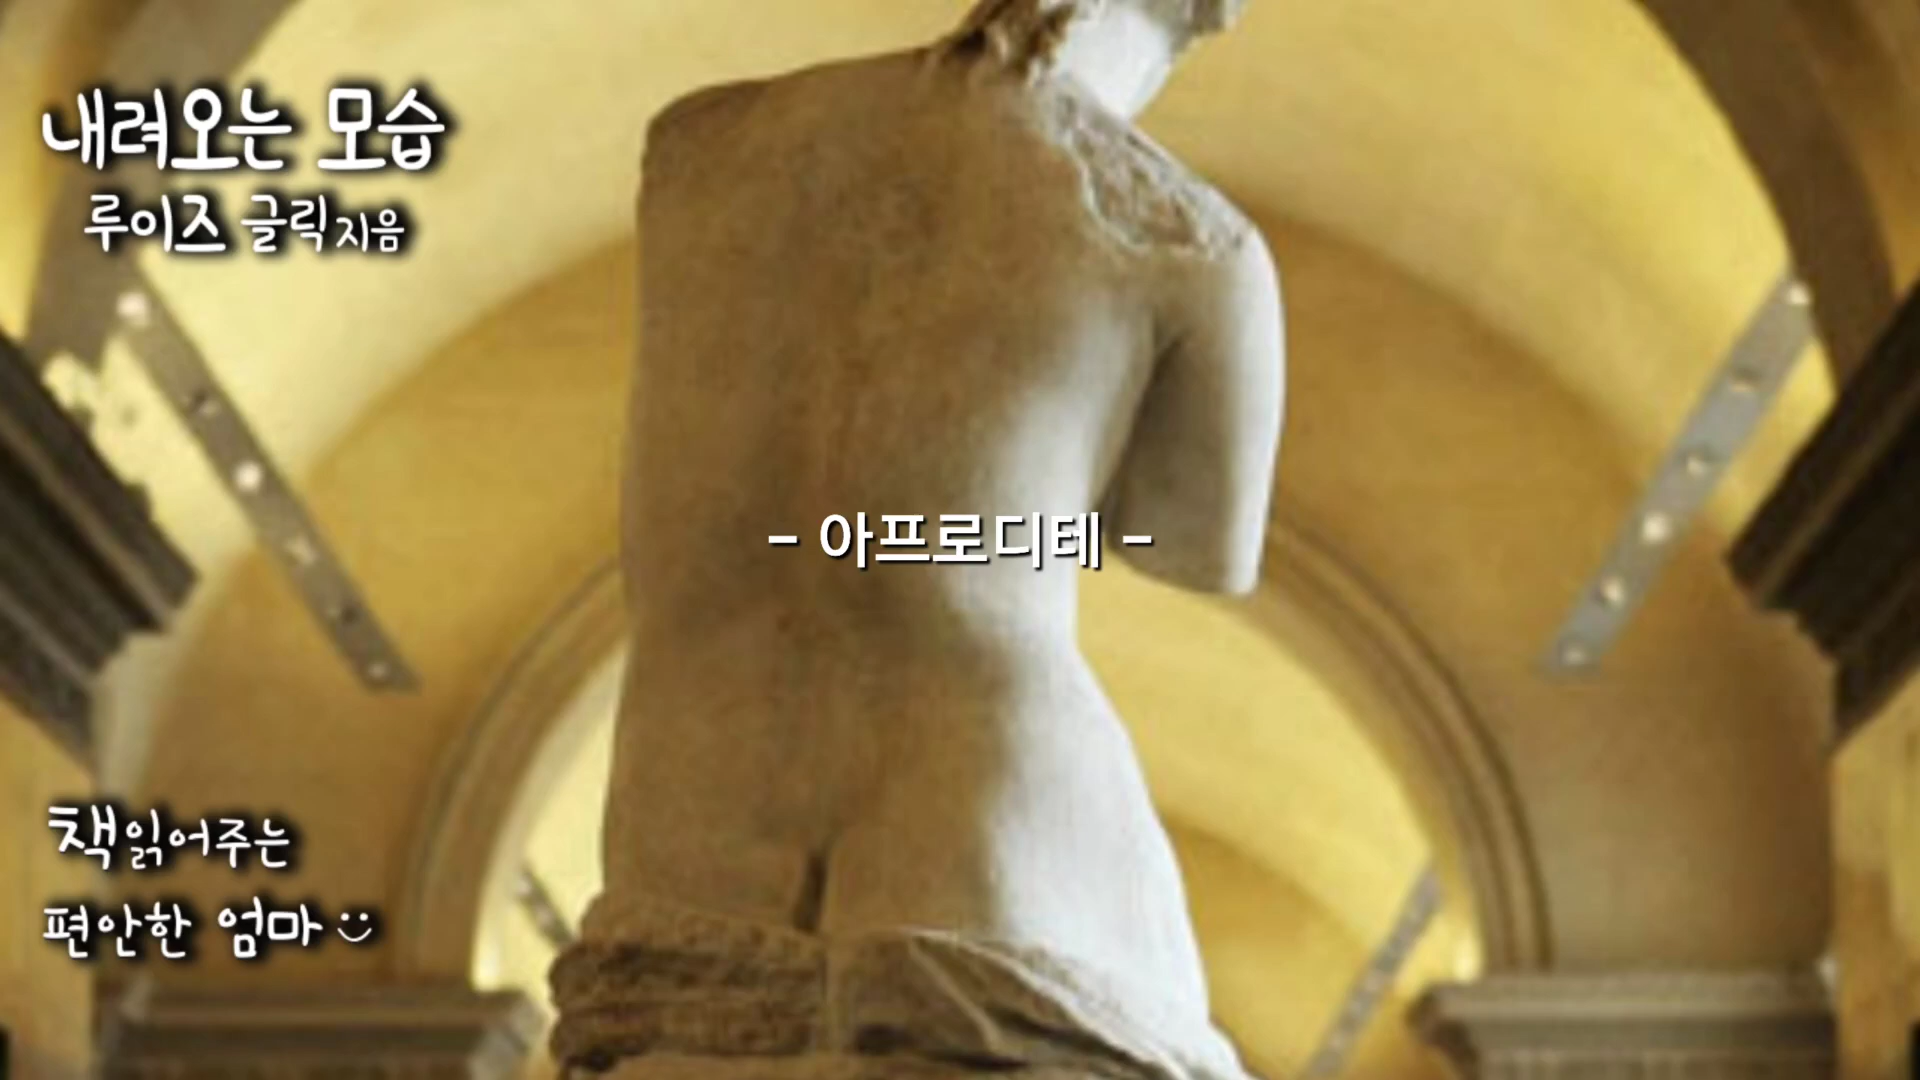 내려오는 모습
루이즈 글릭 지음
- 아프로디테 -
책읽어주는
편안한 엄마